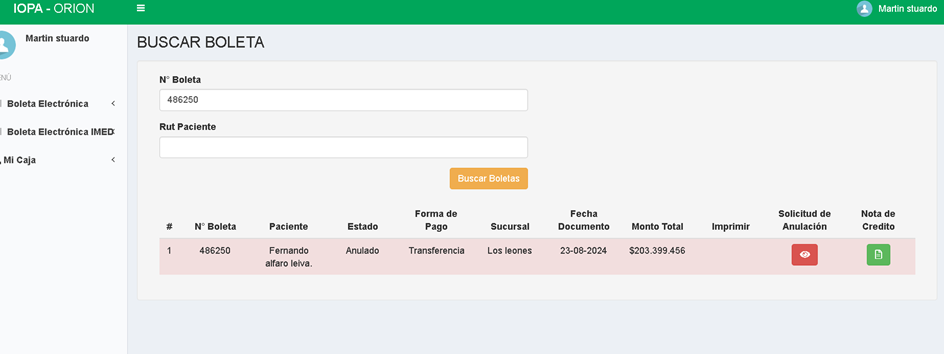 IOPA - ORION
Martin stuardo
Martin stuardo
NÚ
Boleta Electrónica
Boleta Electrónica IMED
Mi Caja
BUSCAR BOLETA
N° Boleta
486250
Rut Paciente
Buscar Boletas
# N° Boleta Paciente Estado Forma de Pago Sucursal Fecha Documento Monto Total Imprimir Solicitud de Anulación Nota de Credito
1 486250 Fernando alfaro leiva. Anulado Transferencia Los leones 23-08-2024 $203.399.456